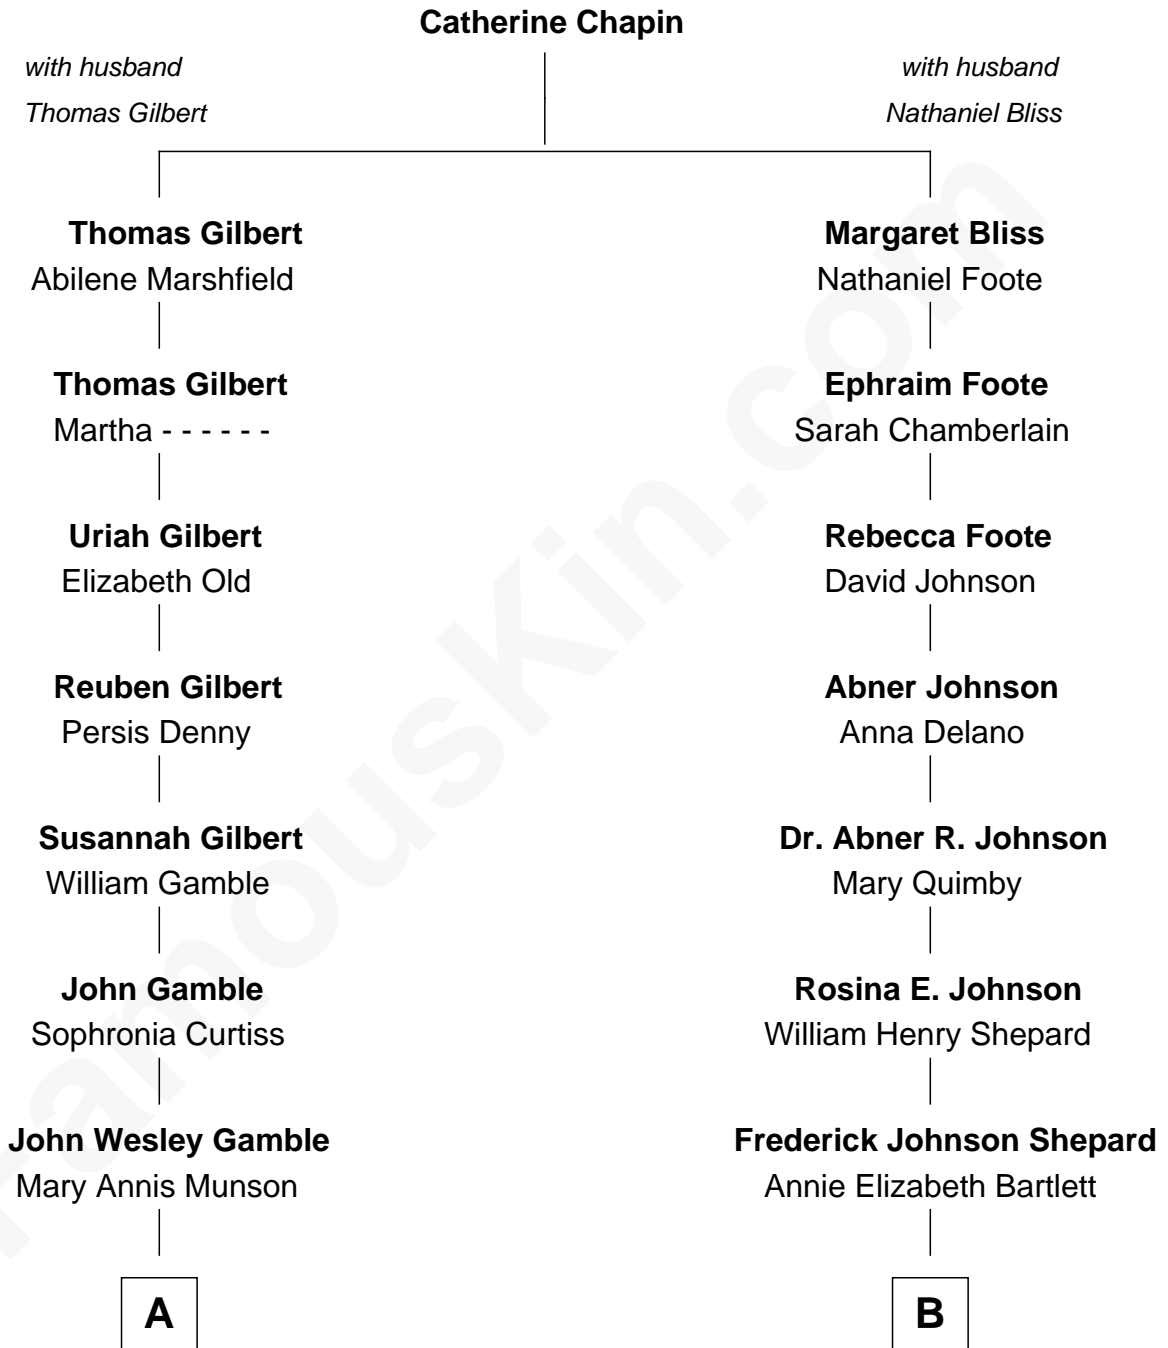 Catherine Chapin
with husband
Thomas Gilbert
with husband
Nathaniel Bliss
Thomas Gilbert
Abilene Marshfield
Margaret Bliss
Nathaniel Foote
Thomas Gilbert
Martha - - - - - -
Ephraim Foote
Sarah Chamberlain
Uriah Gilbert
Elizabeth Old
Rebecca Foote
David Johnson
Reuben Gilbert
Persis Denny
Abner Johnson
Anna Delano
Susannah Gilbert
William Gamble
Dr. Abner R. Johnson
Mary Quimby
John Gamble
Sophronia Curtiss
Rosina E. Johnson
William Henry Shepard
John Wesley Gamble
Mary Annis Munson
Frederick Johnson Shepard
Annie Elizabeth Bartlett
A
B
FamousKin.com